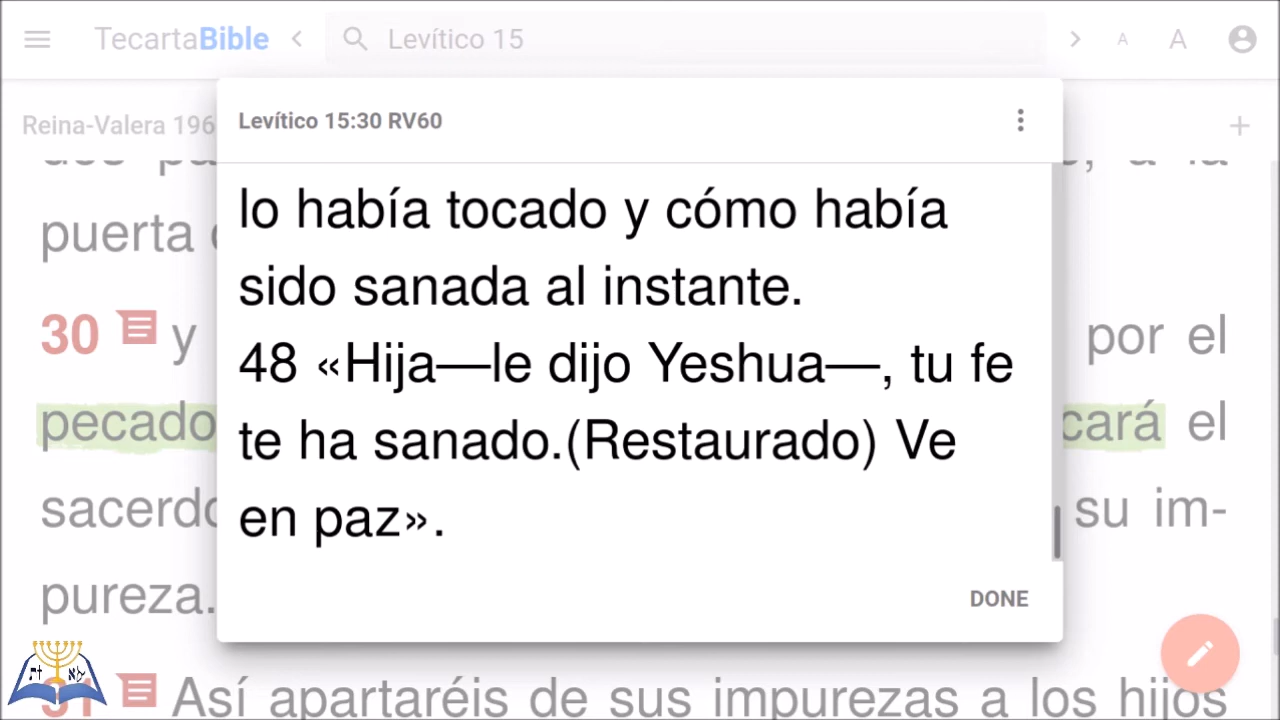 TecartaBible
Levítico 15
A A
Reina-Valera 196
Levítico 15:30 RV60
puerta
lo había tocado y cómo había
sido sanada al instante.
48 «Hija—le dijo Yeshua—, tu fe
te ha sanado.(Restaurado) Ve
en paz».
DONE
30 y por el
pecado cará el
sacerdo su im-
pureza.
31 Así apartaréis de sus impurezas a los hijos